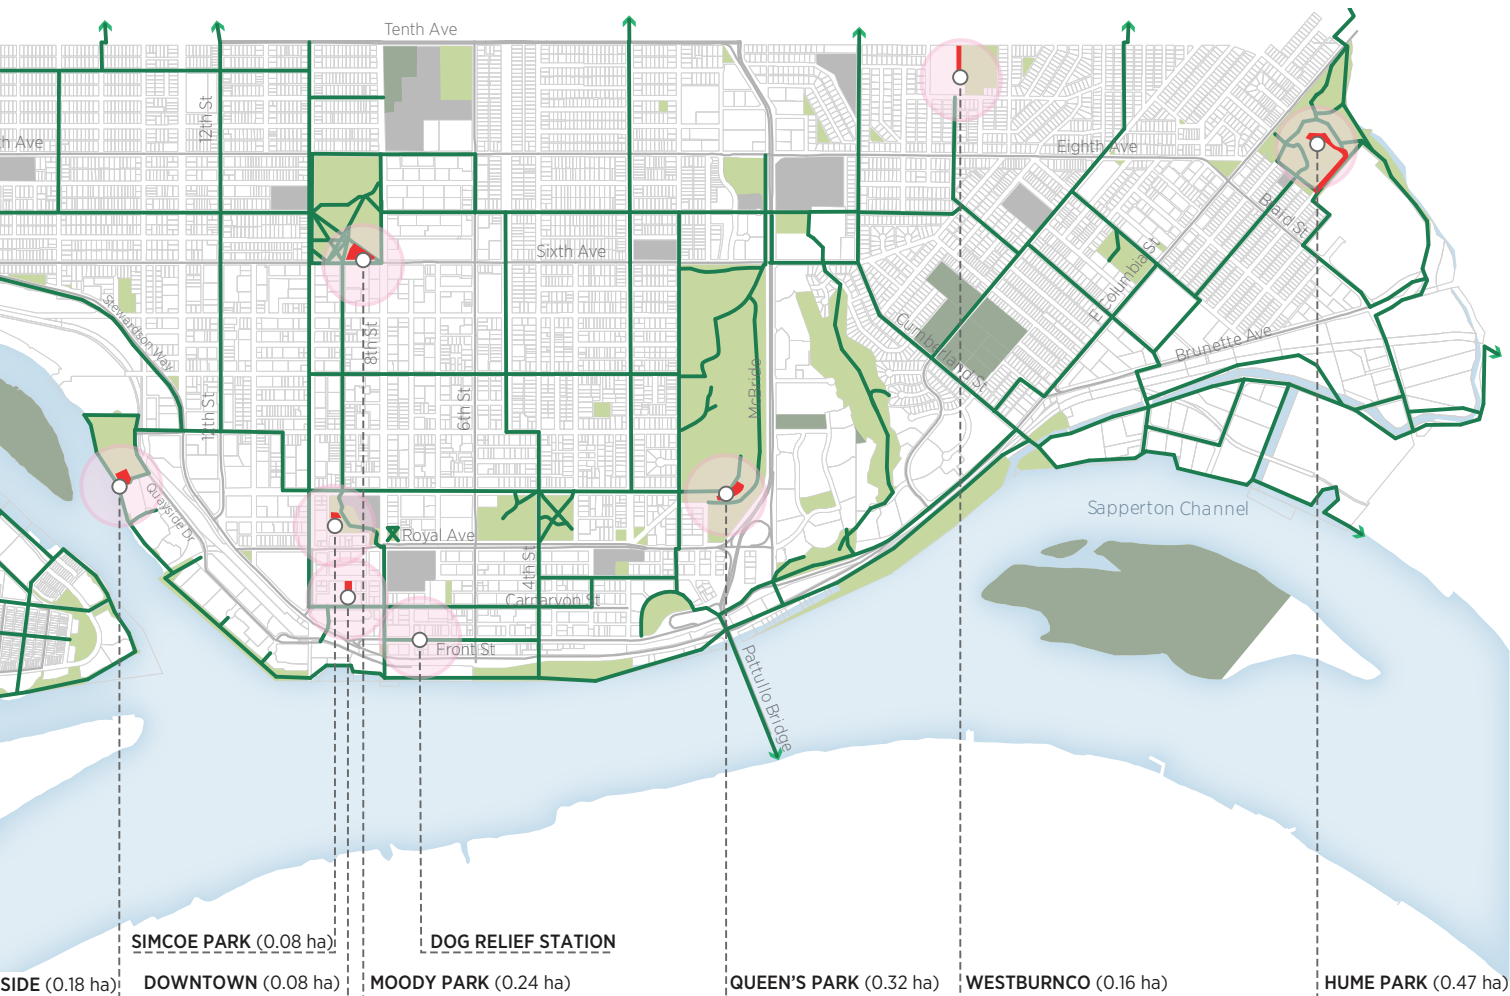 Tenth Ave
12th St
h Ave
Eighth Ave
Blaird St
Sixth Ave
E. Columbia St
Stewardson Way
8th St
Cumberland St
Brunette Ave
McBride
12th St
6th St
Quayside Dr
Royal Ave
Sapperton Channel
4th St
Carnarvon St
Front St
Pattullo Bridge
SIMCOE PARK (0.08 ha)
DOG RELIEF STATION
SIDE (0.18 ha)
DOWNTOWN (0.08 ha)
MOODY PARK (0.24 ha)
QUEEN'S PARK (0.32 ha)
WESTBURNCO (0.16 ha)
HUME PARK (0.47 ha)